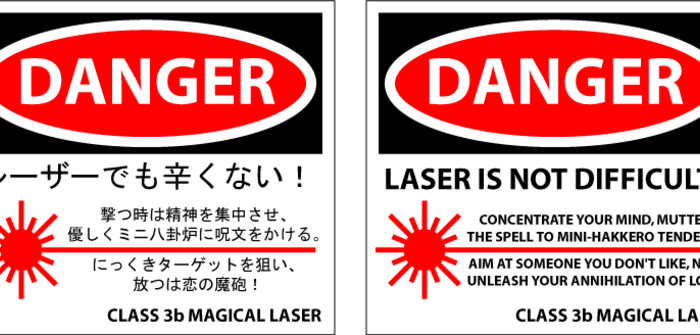 DANGER
レーザーでも辛くない！
撃つ時は精神を集中させ、
優しくミニ八卦炉に呪文をかける。
にっくきターゲットを狙い、
放つは恋の魔砲！
CLASS 3b MAGICAL LASER
DANGER
LASER IS NOT DIFFICULT
CONCENTRATE YOUR MIND, MUTTE
THE SPELL TO MINI-HAKKERO TENDE
AIM AT SOMEONE YOU DON'T LIKE, N
UNLEASH YOUR ANNIHILATION OF LO
CLASS 3b MAGICAL LA